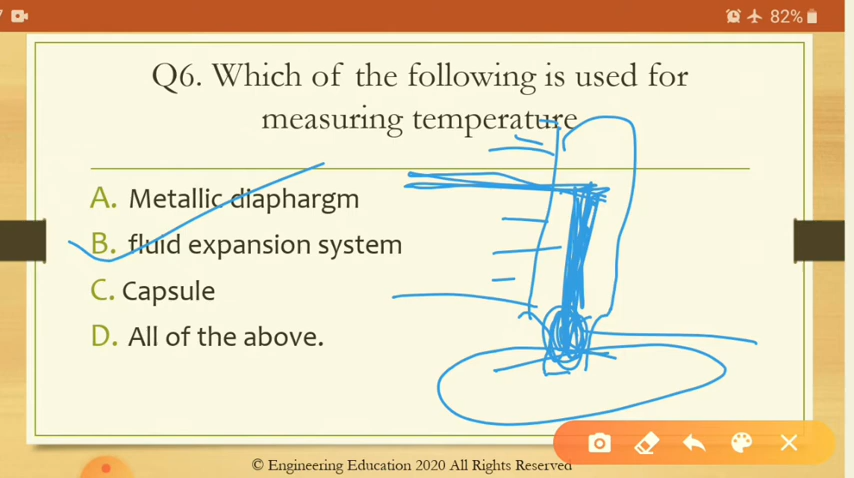 82%
Q6. Which of the following is used for
measuring temperature
A. Metallic diaphargm
B. fluid expansion system
C. Capsule
D. All of the above.
© Engineering Education 2020 All Rights Reserved